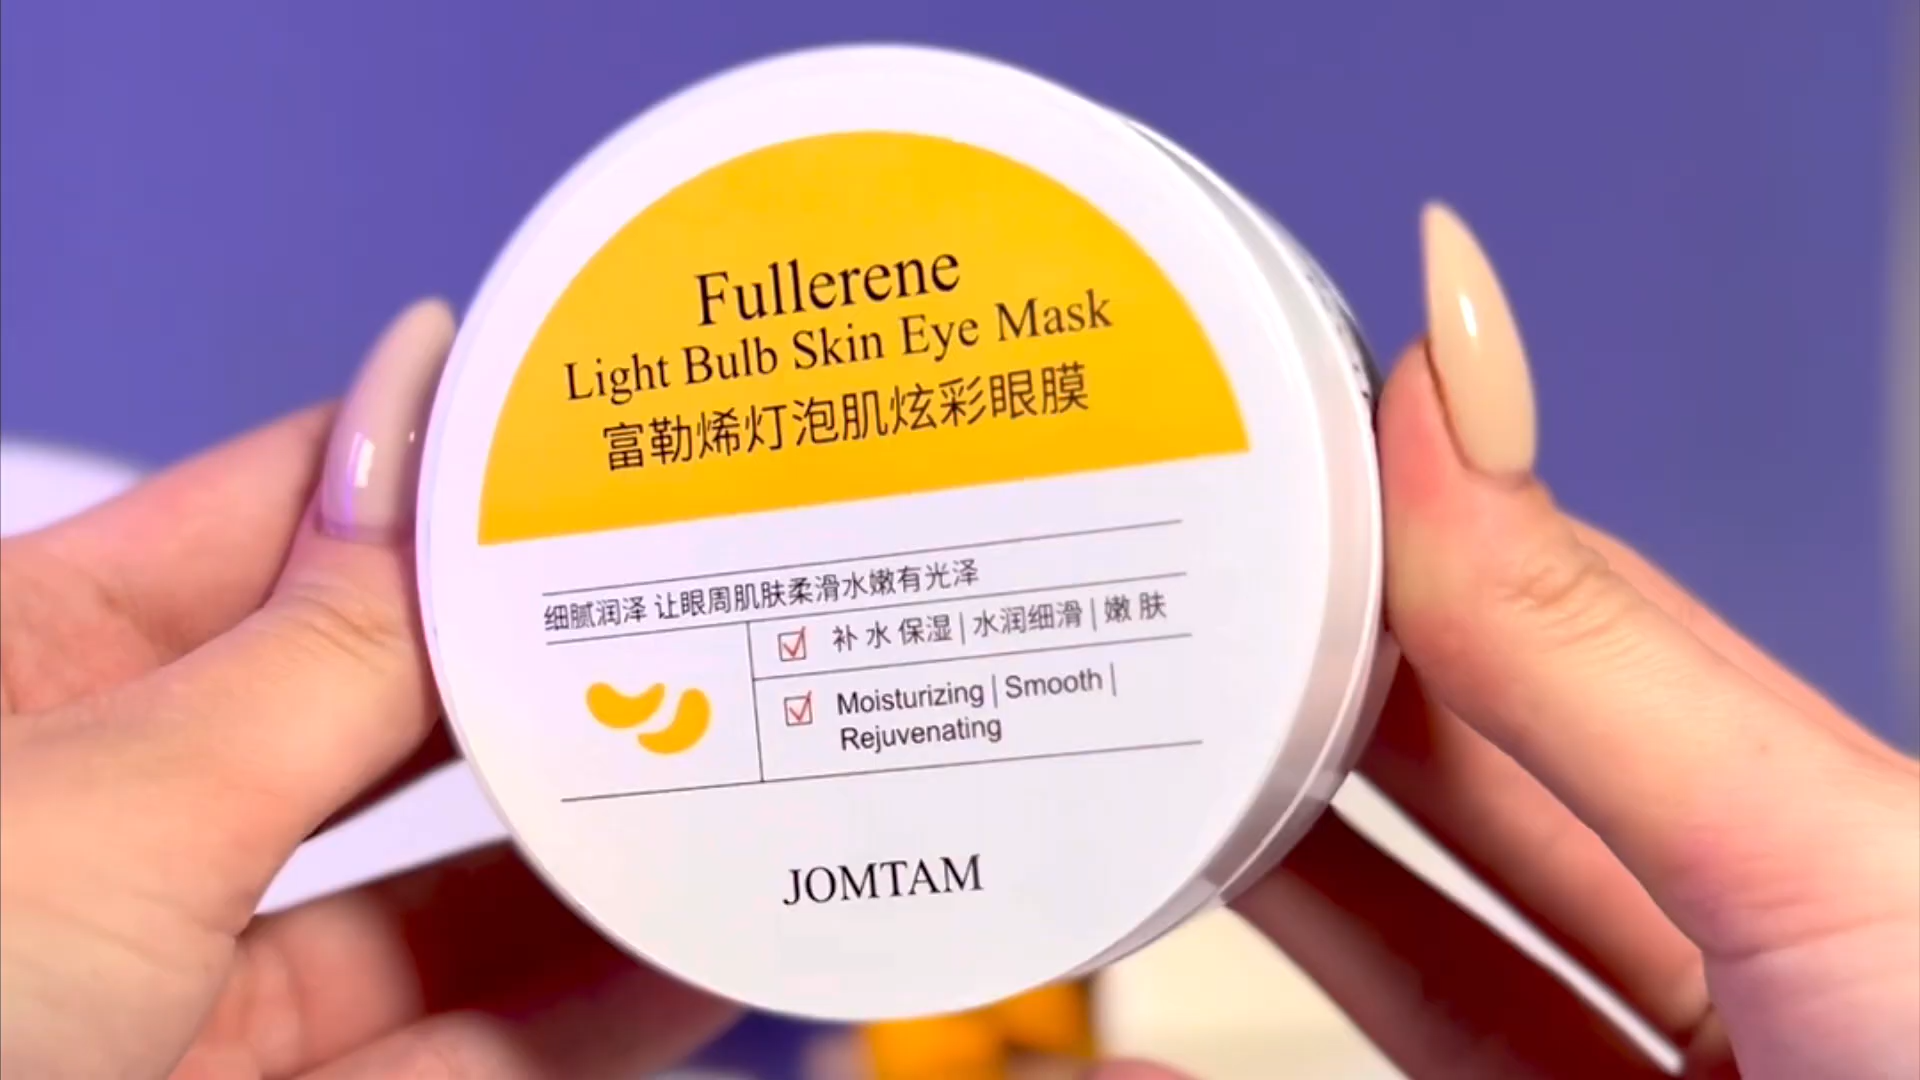 Fullerene
Light Bulb Skin Eye Mask
富勒烯灯泡肌炫彩眼膜
细腻润泽 让眼周肌肤柔滑水嫩有光泽
补水保湿 | 水润细滑 | 嫩肤
Moisturizing | Smooth |
Rejuvenating
JOMTAM